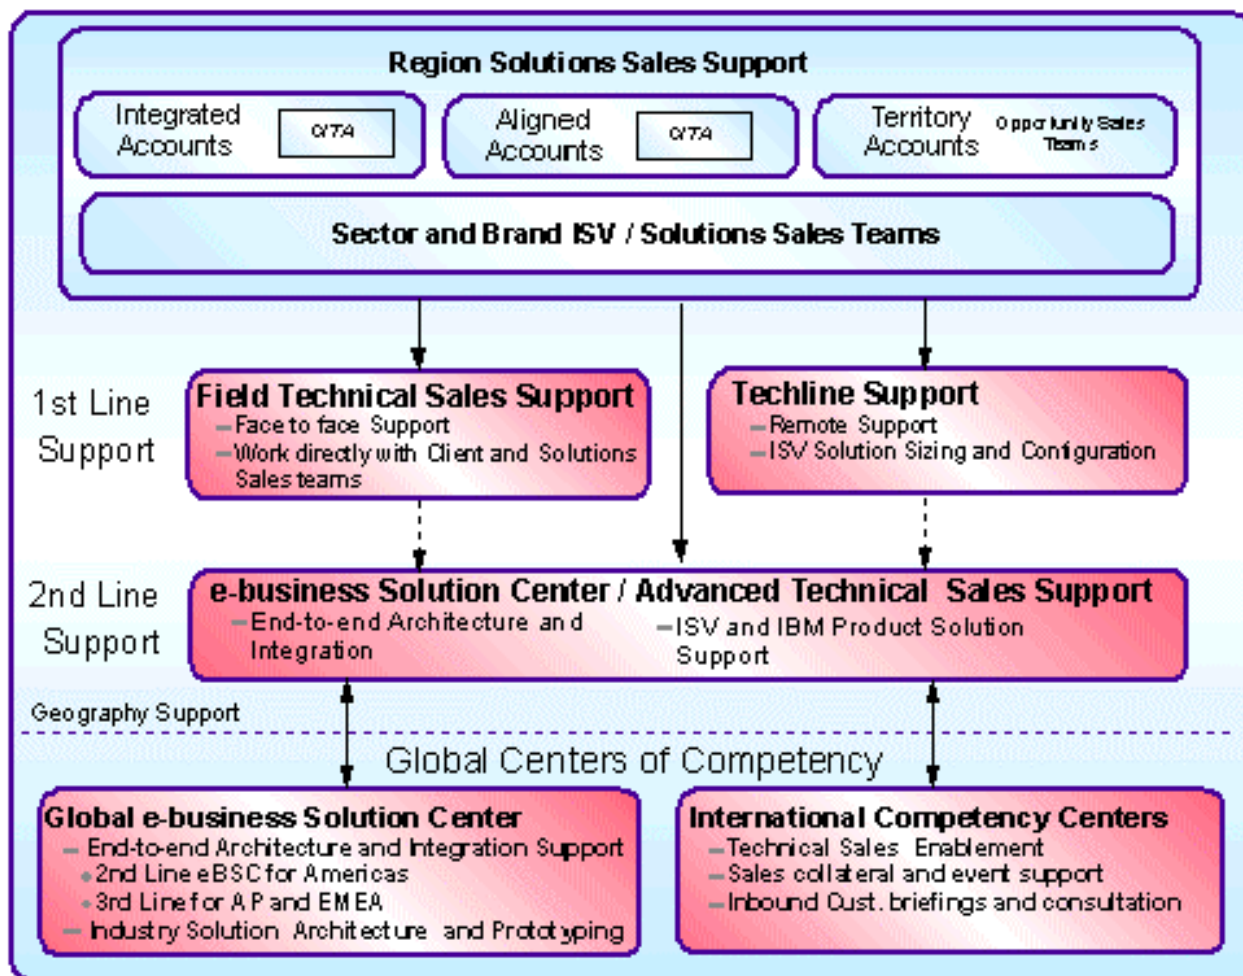 Region Solutions Sales Support
Integrated
Accounts
Aligned
Accounts
Territory
Accounts
Opportunity Sales
Teams
Sector and Brand ISV / Solutions Sales Teams
1st Line
Support
Field Technical Sales Support
– Face to face Support
– Work directly with Client and Solutions
Sales teams
Techline Support
– Remote Support
– ISV Solution Sizing and Configuration
2nd Line
Support
e-business Solution Center / Advanced Technical Sales Support
– End-to-end Architecture and
Integration
– ISV and IBM Product Solution
Support
Geography Support
Global Centers of Competency
Global e-business Solution Center
– End-to-end Architecture and Integration Support
• 2nd Line eBSC for Americas
• 3rd Line for AP and EMEA
– Industry Solution Architecture and Prototyping
International Competency Centers
– Technical Sales Enablement
– Sales collateral and event support
– Inbound Cust. briefings and consultation